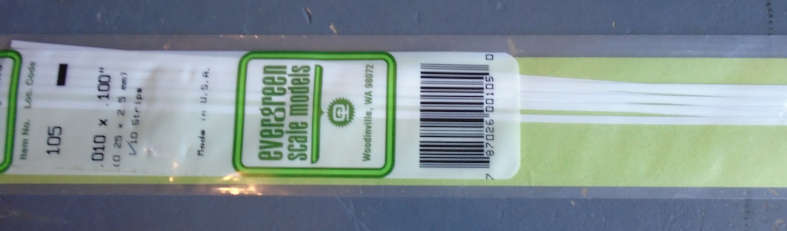 Item No. Loc. Code
105
.010 x .100"
(0.25 x 2.5 mm)
10 Strips
Made in U.S.A.
evergreen
scale models
Woodinville, WA 98072
7 87026 00105 0